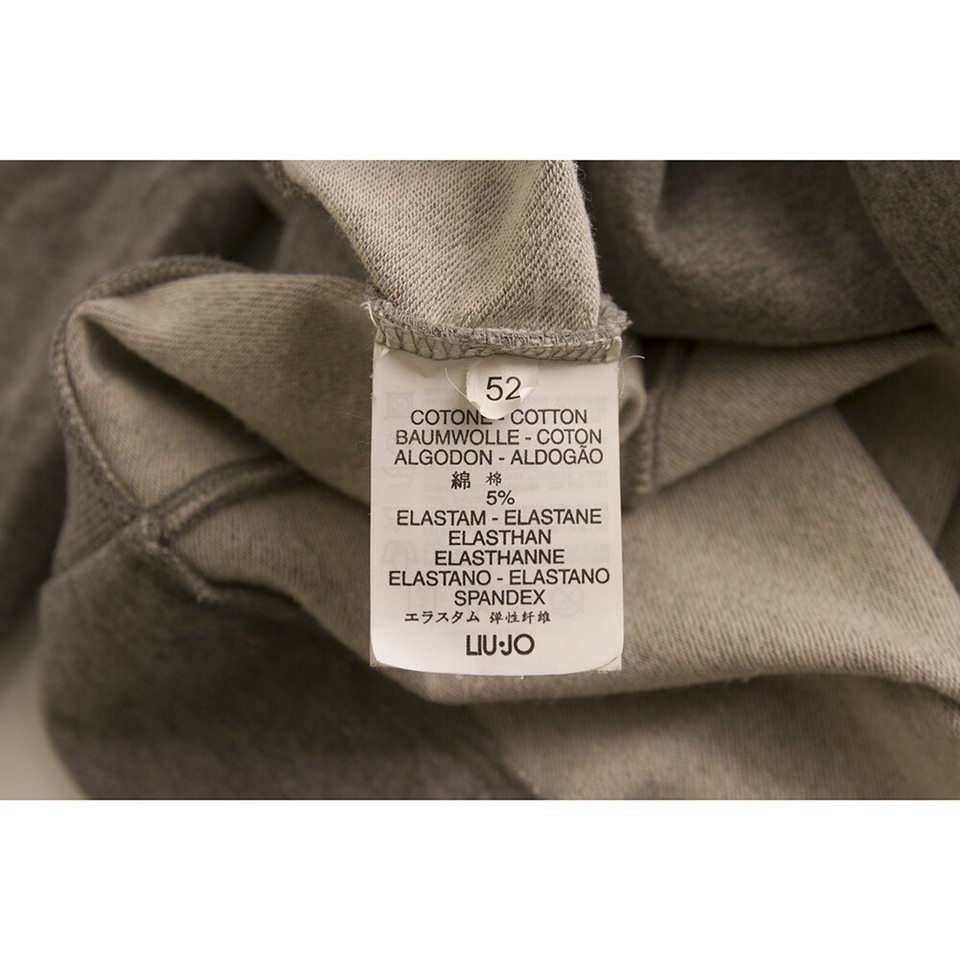 52
COTONE - COTTON
BAUMWOLLE - COTON
ALGODON - ALDOGÃO
綿 棉
5%
ELASTAM - ELASTANE
ELASTHAN
ELASTHANNE
ELASTANO - ELASTANO
SPANDEX
エラスタム 弹性纤维
LIU·JO